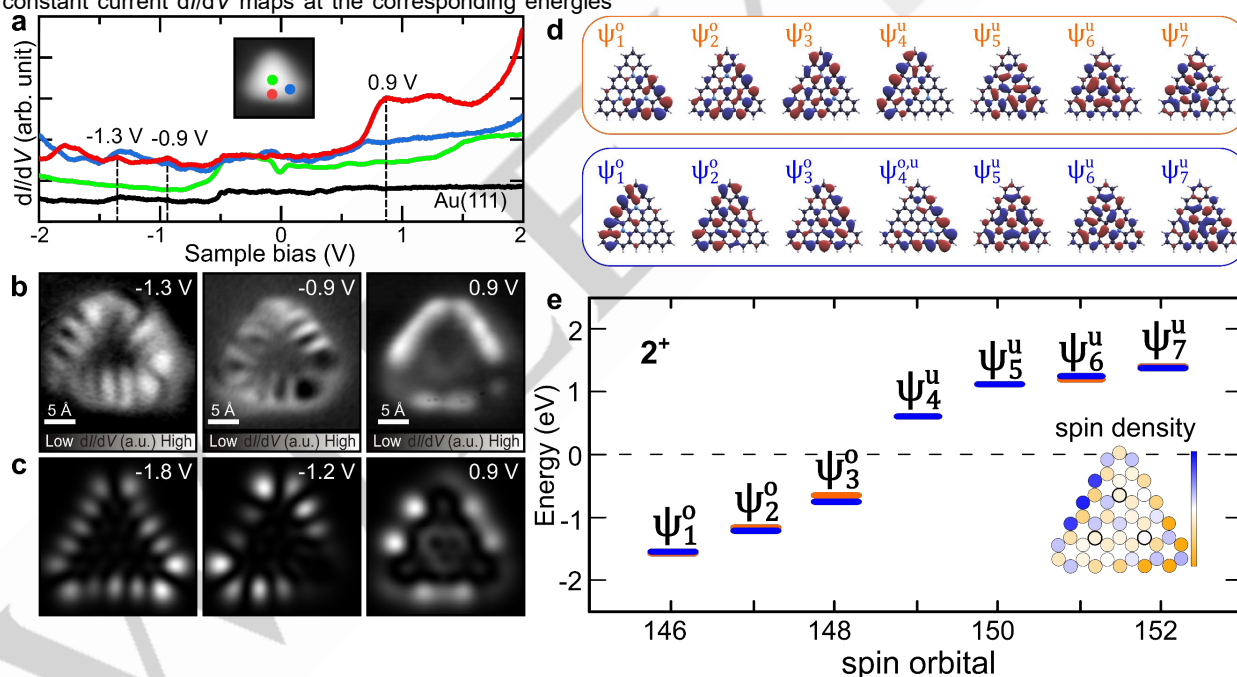 constant current dI/dV maps at the corresponding energies
a
dI/dV (arb. unit)
-1.3 V
-0.9 V
0.9 V
Au(111)
-2 -1 0 1 2
Sample bias (V)
b
-1.3 V
5 Å
Low dI/dV (a.u.) High
-0.9 V
5 Å
Low dI/dV (a.u.) High
0.9 V
5 Å
Low dI/dV (a.u.) High
c
-1.8 V
-1.2 V
0.9 V
d
ψ₁ᵒ ψ₂ᵒ ψ₃ᵒ ψ₄ᵘ ψ₅ᵘ ψ₆ᵘ ψ₇ᵘ
ψ₁ᵒ ψ₂ᵒ ψ₃ᵒ ψ₄ᵒ,ᵘ ψ₅ᵘ ψ₆ᵘ ψ₇ᵘ
e
2⁺
Energy (eV)
2
1
0
-1
-2
ψ₁ᵒ
ψ₂ᵒ
ψ₃ᵒ
ψ₄ᵘ
ψ₅ᵘ
ψ₆ᵘ
ψ₇ᵘ
spin density
146 148 150 152
spin orbital